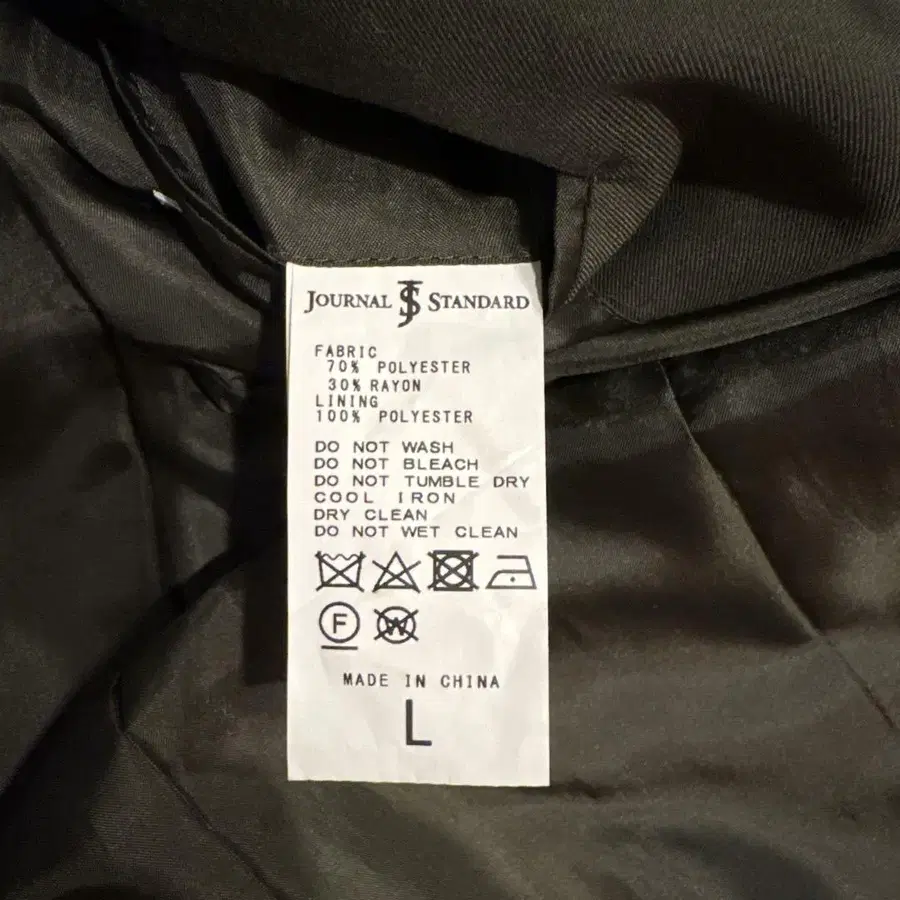 JOURNAL JS STANDARD
FABRIC
70% POLYESTER
30% RAYON
LINING
100% POLYESTER
DO NOT WASH
DO NOT BLEACH
DO NOT TUMBLE DRY
COOL IRON
DRY CLEAN
DO NOT WET CLEAN
F W
MADE IN CHINA
L